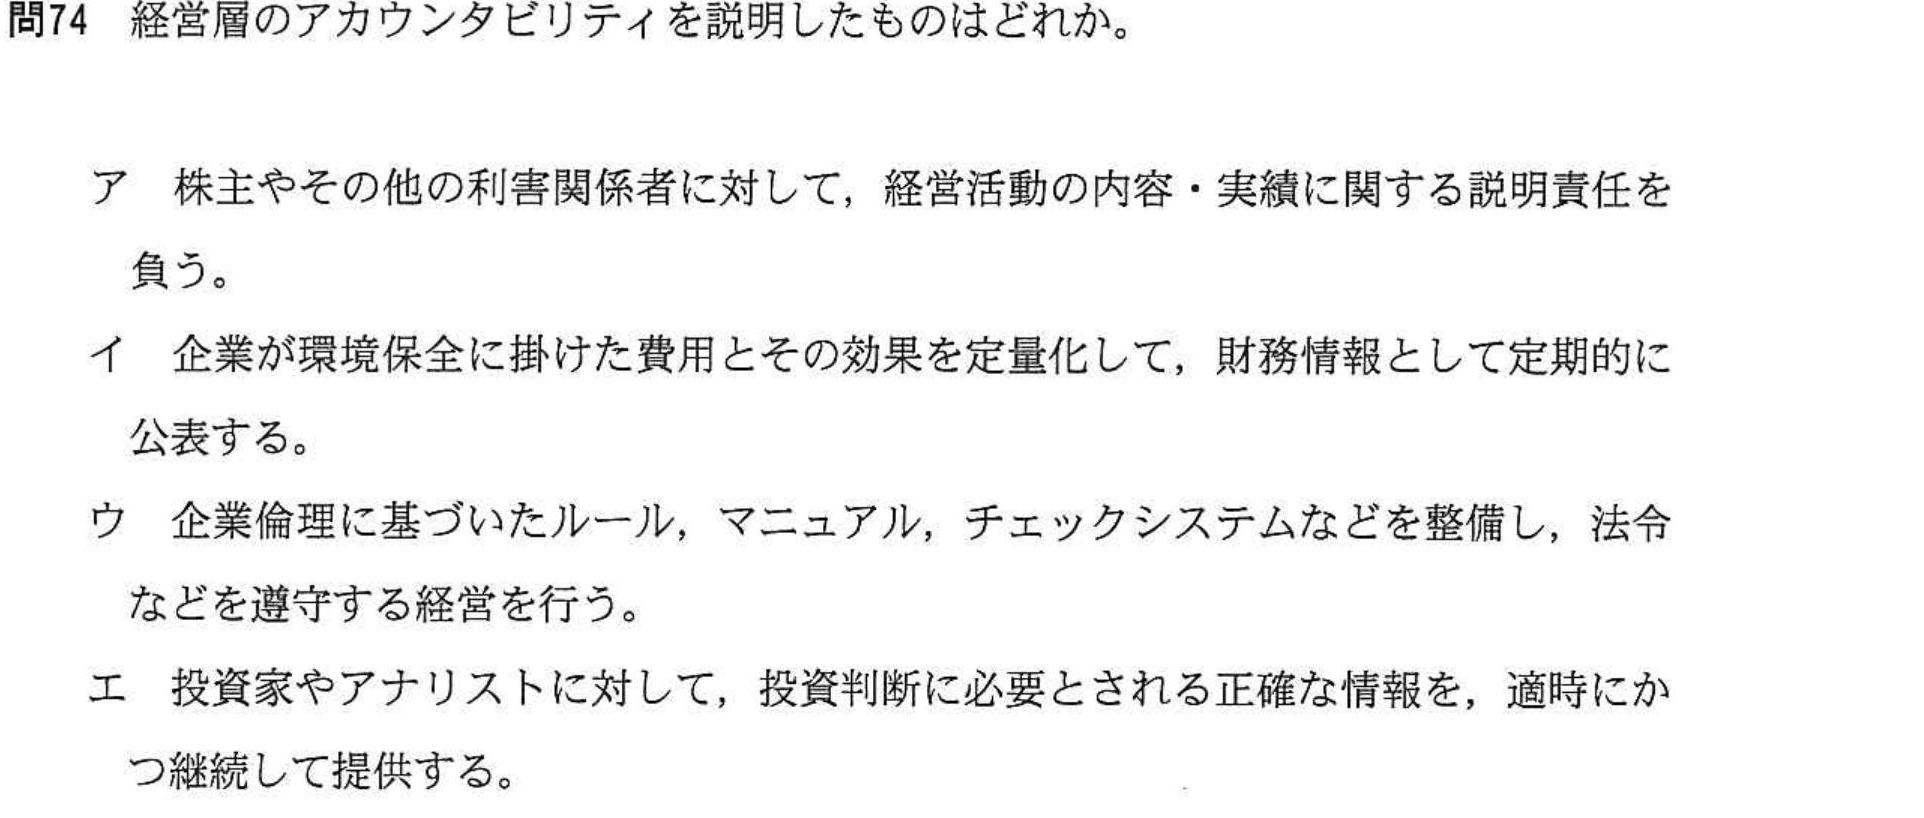 問74　経営層のアカウンタビリティを説明したものはどれか。
ア　株主やその他の利害関係者に対して，経営活動の内容・実績に関する説明責任を
負う。
イ　企業が環境保全に掛けた費用とその効果を定量化して，財務情報として定期的に
公表する。
ウ　企業倫理に基づいたルール，マニュアル，チェックシステムなどを整備し，法令
などを遵守する経営を行う。
エ　投資家やアナリストに対して，投資判断に必要とされる正確な情報を，適時にか
つ継続して提供する。